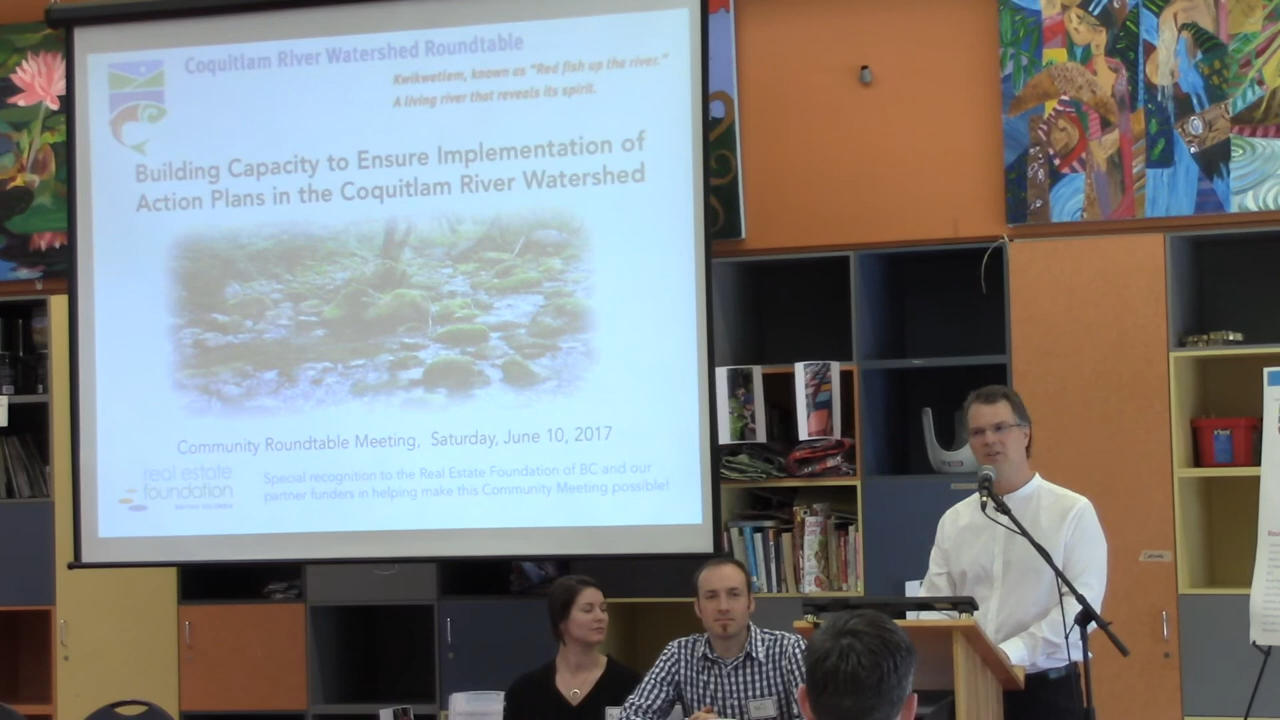 Coquitlam River Watershed Roundtable
Kwikwetlem, known as "Red fish up the river."
A living river that reveals its spirit.
Building Capacity to Ensure Implementation of
Action Plans in the Coquitlam River Watershed
Community Roundtable Meeting, Saturday, June 10, 2017
real estate
foundation
BRITISH COLUMBIA
Special recognition to the Real Estate Foundation of BC and our
partner funders in helping make this Community Meeting possible!